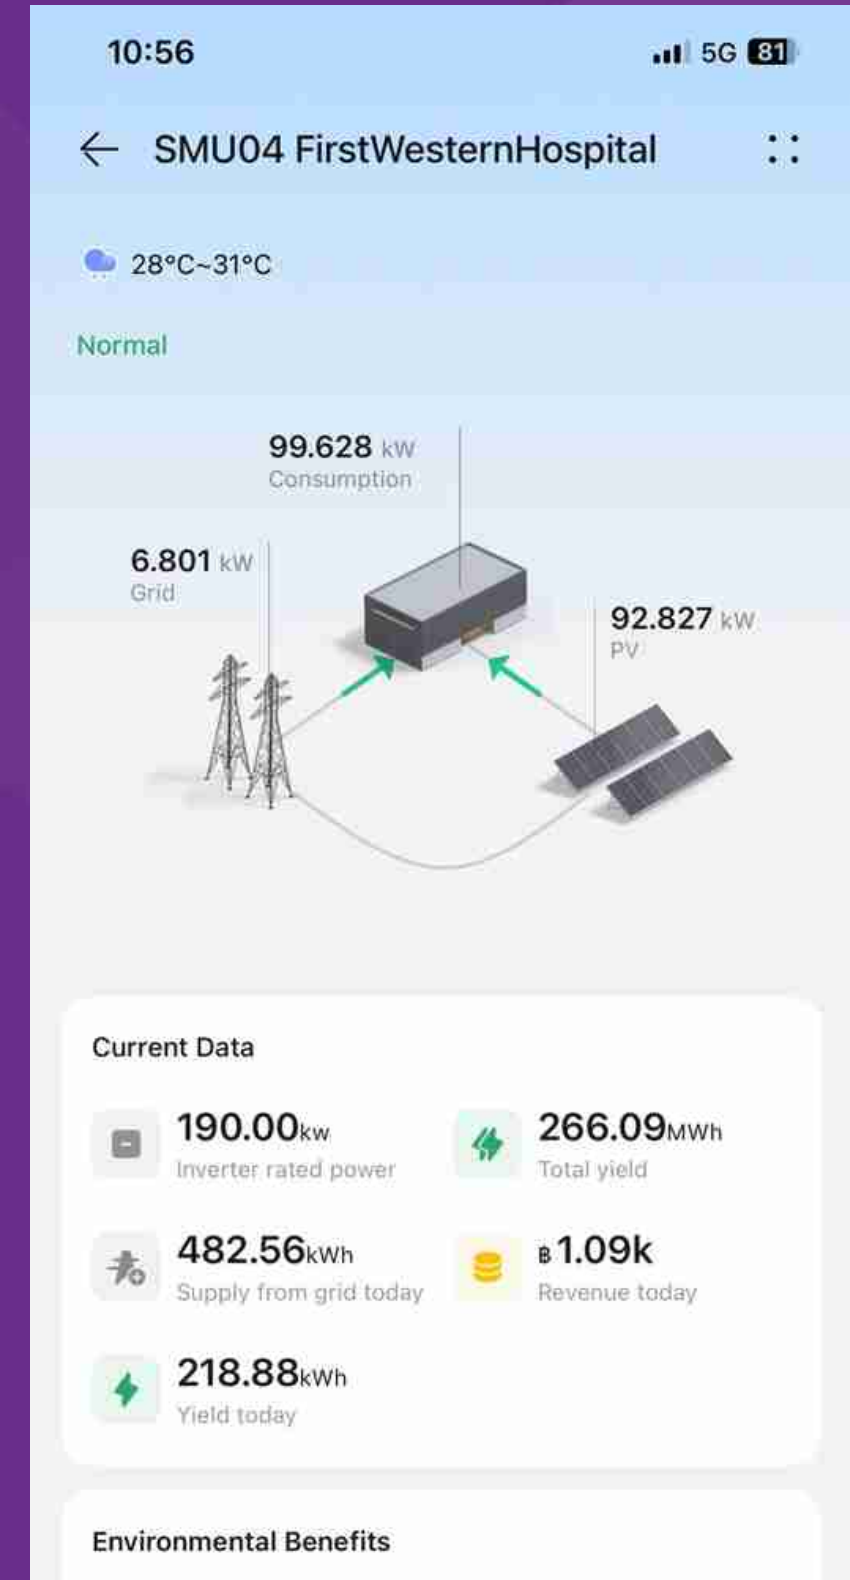 10:56
5G 81
SMU04 FirstWesternHospital
28°C~31°C
Normal
99.628 kW
Consumption
6.801 kW
Grid
92.827 kW
PV
Current Data
190.00kw
Inverter rated power
266.09MWh
Total yield
482.56kWh
Supply from grid today
฿1.09k
Revenue today
218.88kWh
Yield today
Environmental Benefits